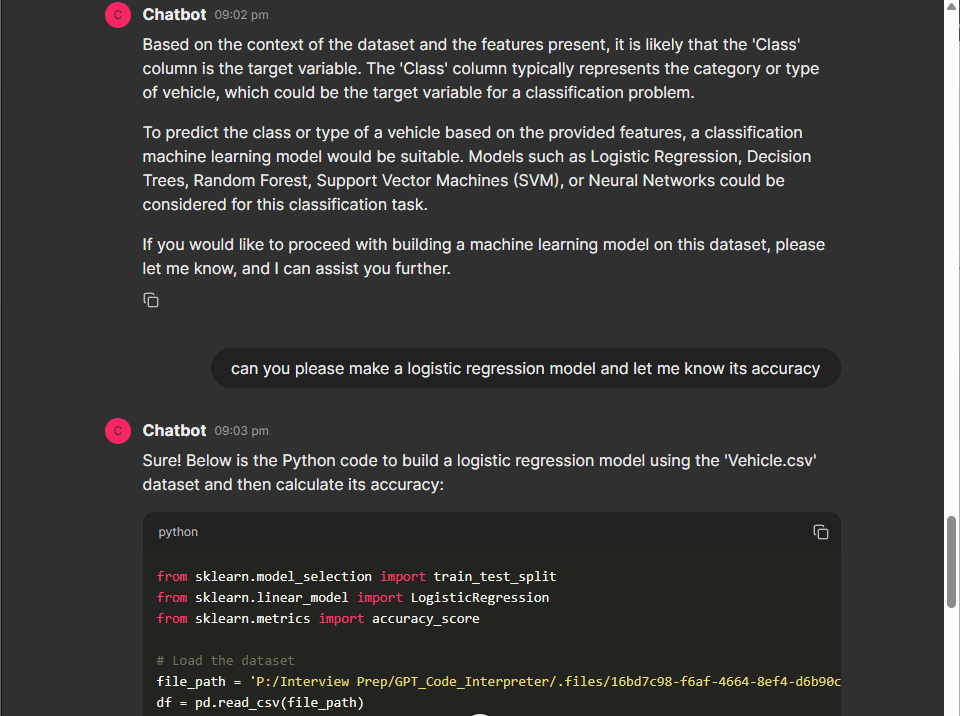 C Chatbot 09:02 pm
Based on the context of the dataset and the features present, it is likely that the 'Class'
column is the target variable. The 'Class' column typically represents the category or type
of vehicle, which could be the target variable for a classification problem.
To predict the class or type of a vehicle based on the provided features, a classification
machine learning model would be suitable. Models such as Logistic Regression, Decision
Trees, Random Forest, Support Vector Machines (SVM), or Neural Networks could be
considered for this classification task.
If you would like to proceed with building a machine learning model on this dataset, please
let me know, and I can assist you further.
can you please make a logistic regression model and let me know its accuracy
C Chatbot 09:03 pm
Sure! Below is the Python code to build a logistic regression model using the 'Vehicle.csv'
dataset and then calculate its accuracy:
python
from sklearn.model_selection import train_test_split
from sklearn.linear_model import LogisticRegression
from sklearn.metrics import accuracy_score
# Load the dataset
file_path = 'P:/Interview Prep/GPT_Code_Interpreter/.files/16bd7c98-f6af-4664-8ef4-d6b90c
df = pd.read_csv(file_path)